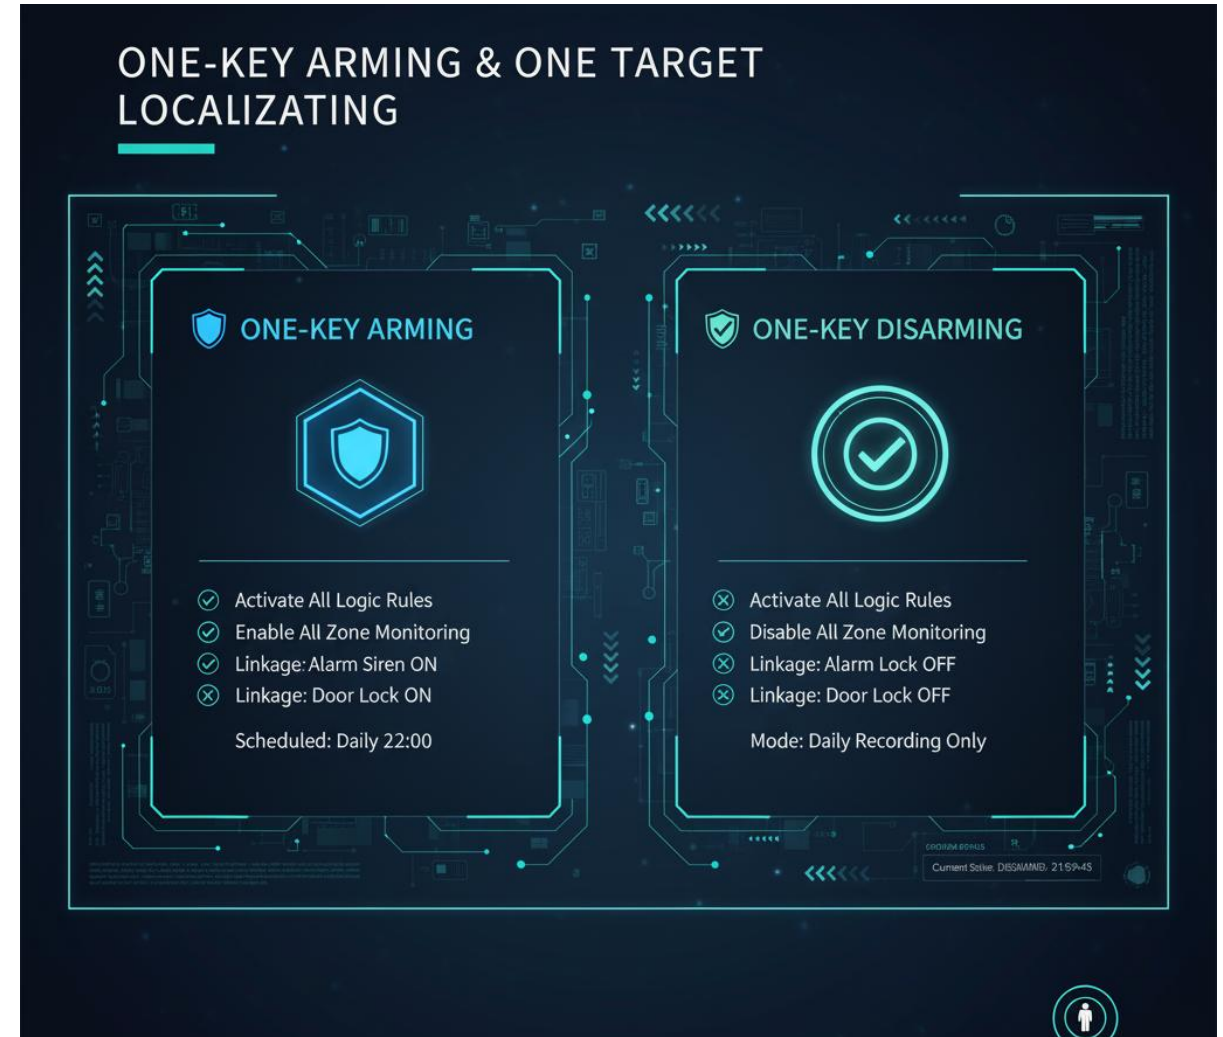 ONE-KEY ARMING & ONE TARGET
LOCALIZATING
ONE-KEY ARMING
Activate All Logic Rules
Enable All Zone Monitoring
Linkage: Alarm Siren ON
Linkage: Door Lock ON
Scheduled: Daily 22:00
ONE-KEY DISARMING
Activate All Logic Rules
Disable All Zone Monitoring
Linkage: Alarm Lock OFF
Linkage: Door Lock OFF
Mode: Daily Recording Only
Current